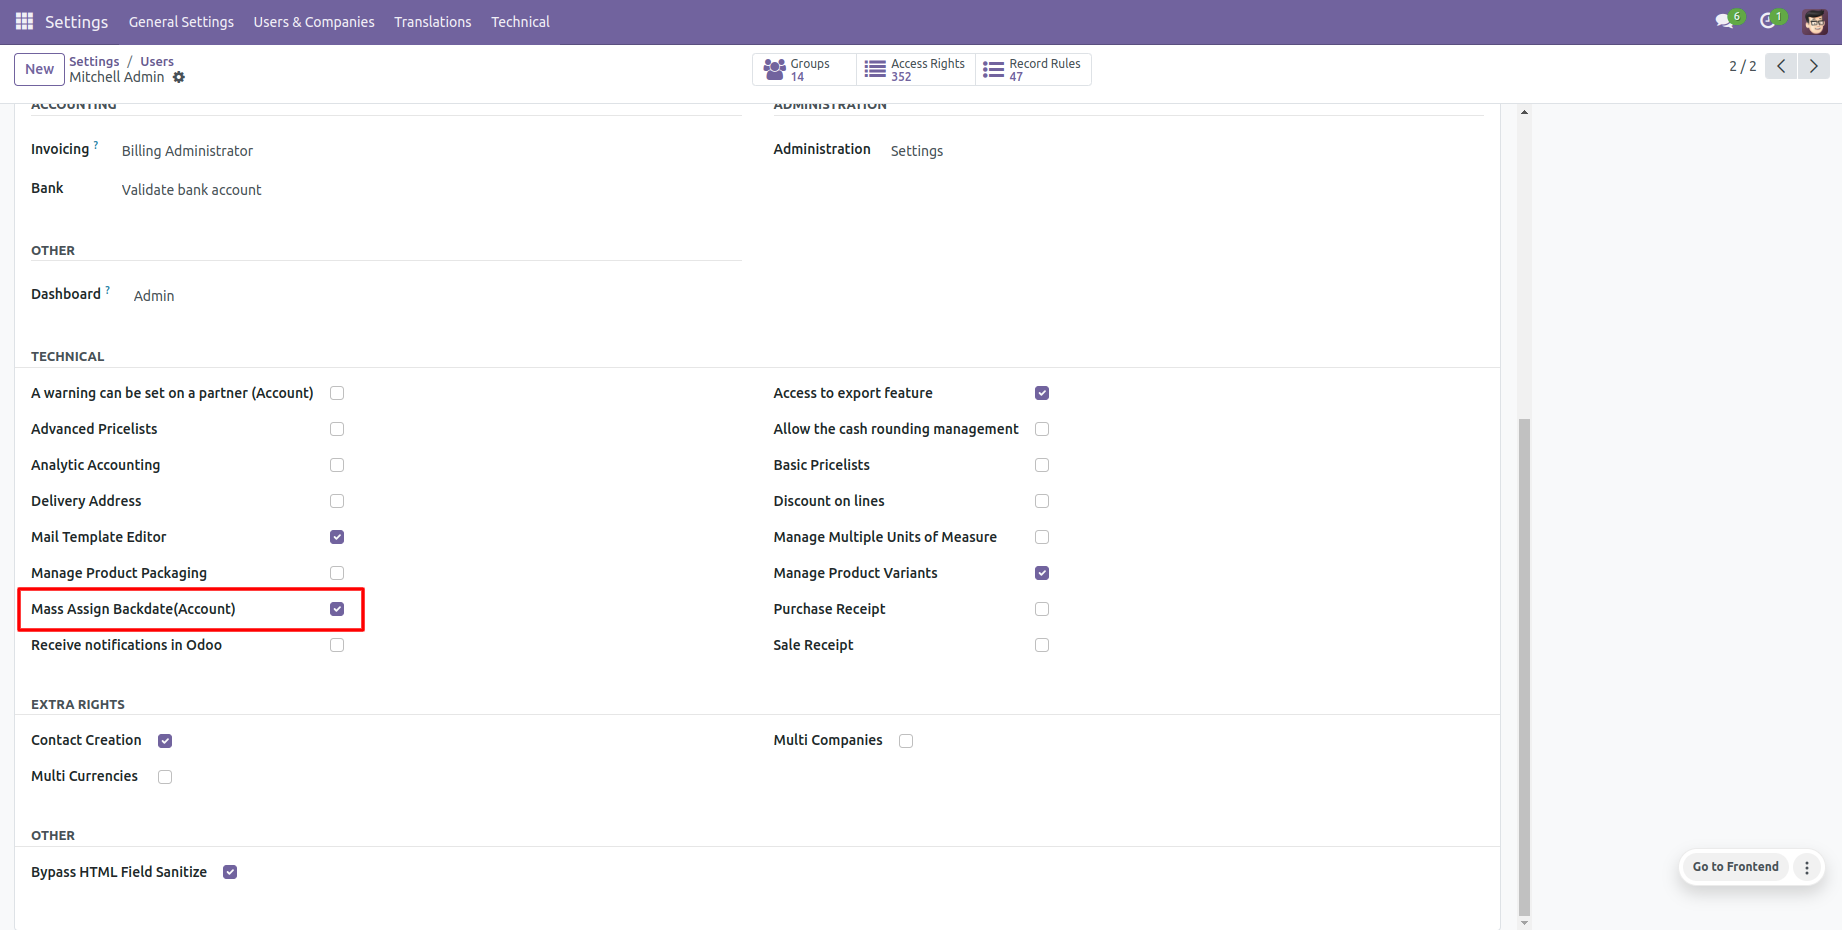 Settings General Settings Users & Companies Translations Technical 6 1
New Settings / Users
Mitchell Admin
Groups 14
Access Rights 352
Record Rules 47
2 / 2
ACCOUNTING
Invoicing ? Billing Administrator
Bank Validate bank account
ADMINISTRATION
Administration Settings
OTHER
Dashboard ? Admin
TECHNICAL
A warning can be set on a partner (Account)
Access to export feature
Advanced Pricelists
Allow the cash rounding management
Analytic Accounting
Basic Pricelists
Delivery Address
Discount on lines
Mail Template Editor
Manage Multiple Units of Measure
Manage Product Packaging
Manage Product Variants
Mass Assign Backdate(Account)
Purchase Receipt
Receive notifications in Odoo
Sale Receipt
EXTRA RIGHTS
Contact Creation
Multi Companies
Multi Currencies
OTHER
Bypass HTML Field Sanitize
Go to Frontend